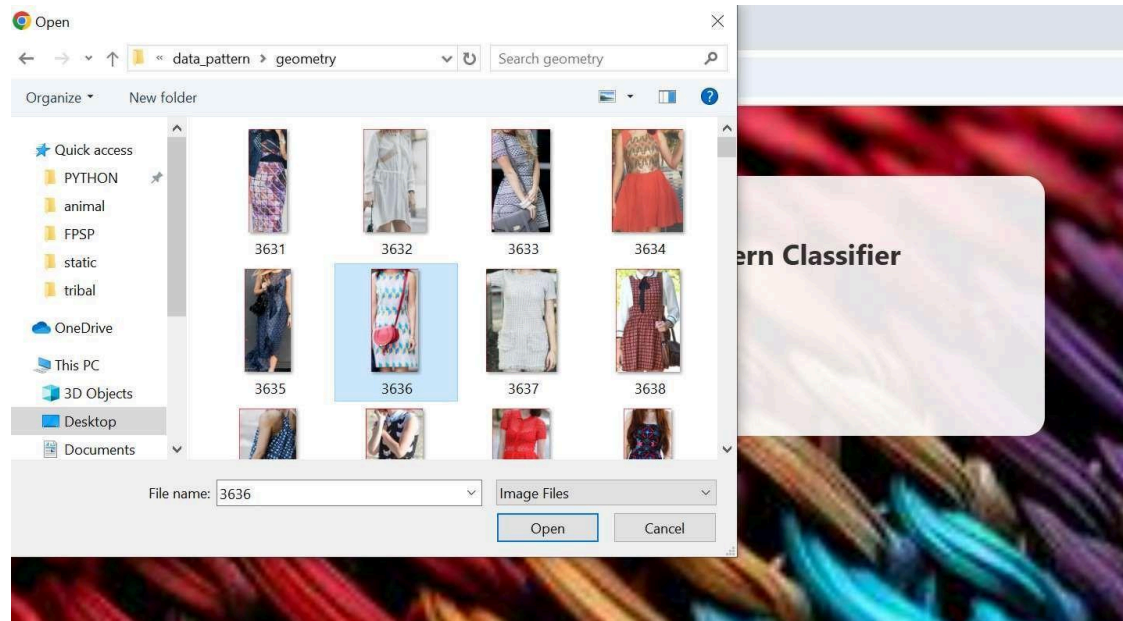 Open
« data_pattern > geometry
Search geometry
Organize
New folder
Quick access
PYTHON
animal
FPSP
static
tribal
OneDrive
This PC
3D Objects
Desktop
Documents
3631 3632 3633 3634
3635 3636 3637 3638
ern Classifier
File name: 3636
Image Files
Open Cancel